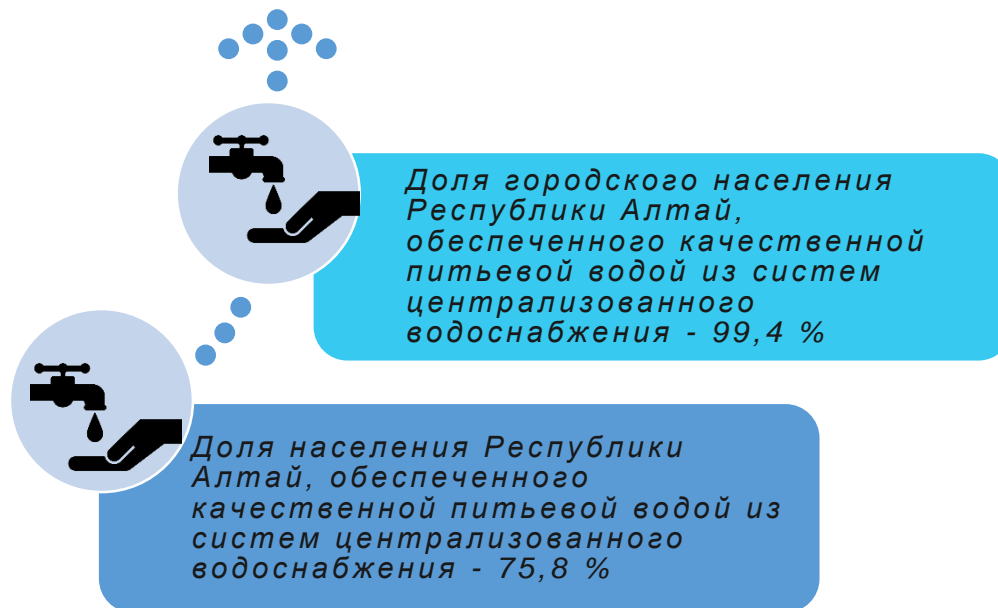 Доля городского населения
Республики Алтай,
обеспеченного качественной
питьевой водой из систем
централизованного
водоснабжения - 99,4 %
Доля населения Республики
Алтай, обеспеченного
качественной питьевой водой из
систем централизованного
водоснабжения - 75,8 %